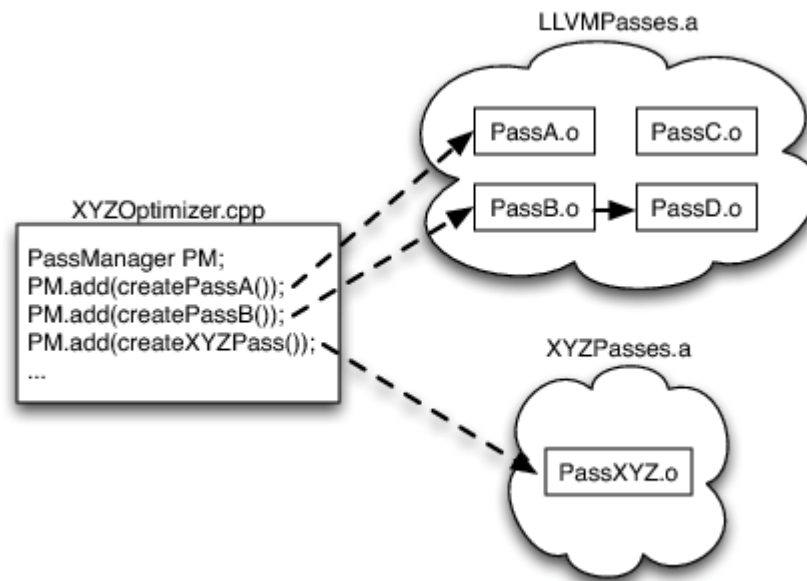 LLVMPasses.a
PassA.o
PassC.o
PassB.o
PassD.o
XYZOptimizer.cpp
PassManager PM;
PM.add(createPassA());
PM.add(createPassB());
PM.add(createXYZPass());
...
XYZPasses.a
PassXYZ.o